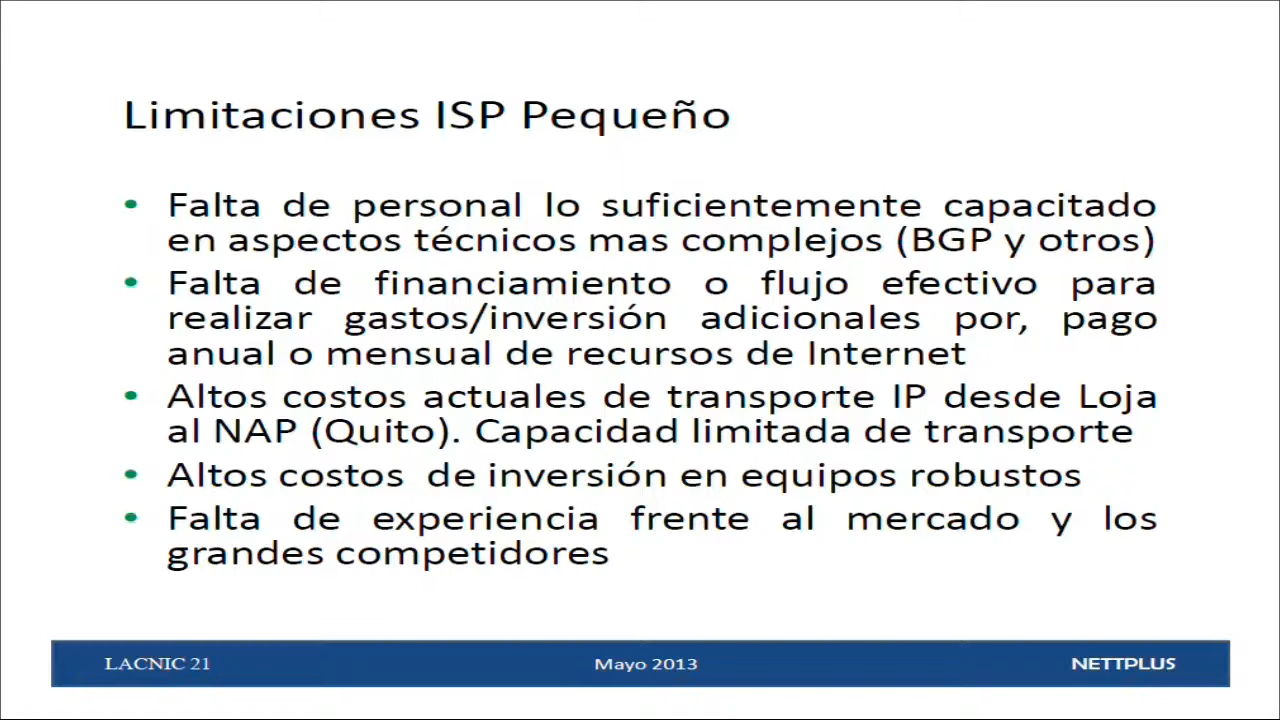 Limitaciones ISP Pequeño
• Falta de personal lo suficientemente capacitado
en aspectos técnicos mas complejos (BGP y otros)
• Falta de financiamiento o flujo efectivo para
realizar gastos/inversión adicionales por, pago
anual o mensual de recursos de Internet
• Altos costos actuales de transporte IP desde Loja
al NAP (Quito). Capacidad limitada de transporte
• Altos costos  de inversión en equipos robustos
• Falta de experiencia frente al mercado y los
grandes competidores
LACNIC 21 Mayo 2013 NETTPLUS